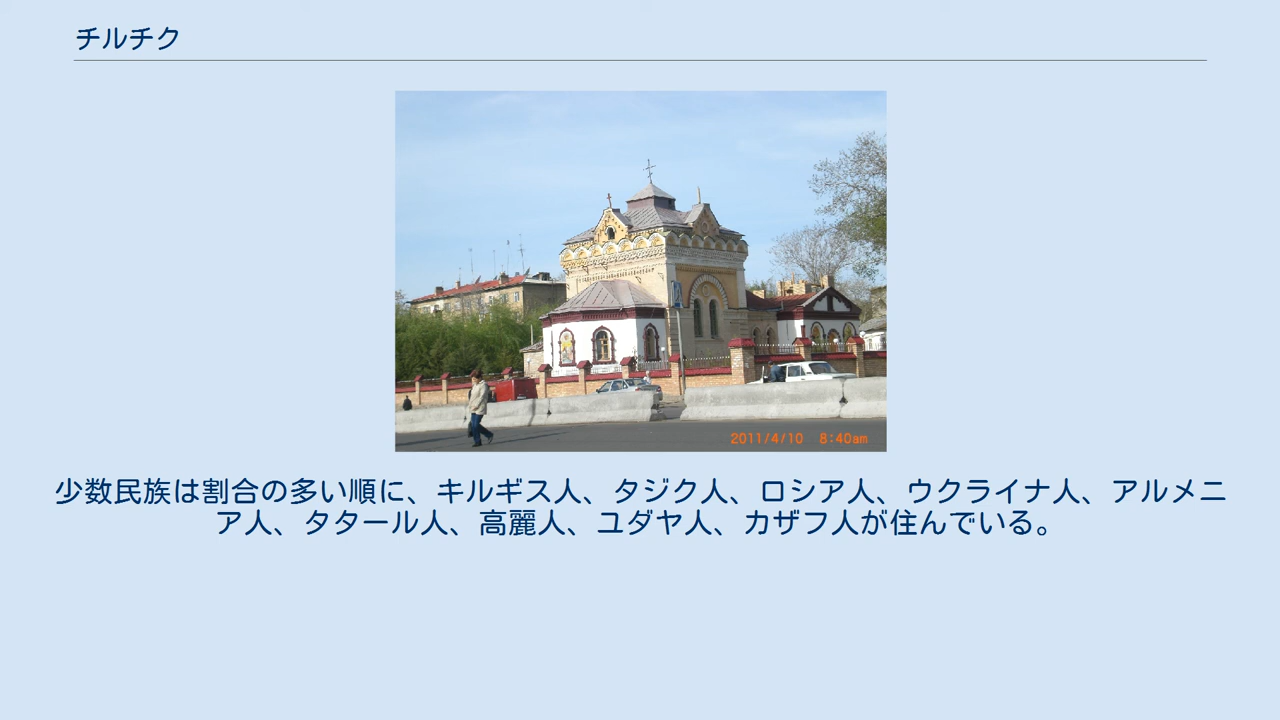 チルチク
2011/4/10 8:40am
少数民族は割合の多い順に、キルギス人、タジク人、ロシア人、ウクライナ人、アルメニ
ア人、タタール人、高麗人、ユダヤ人、カザフ人が住んでいる。